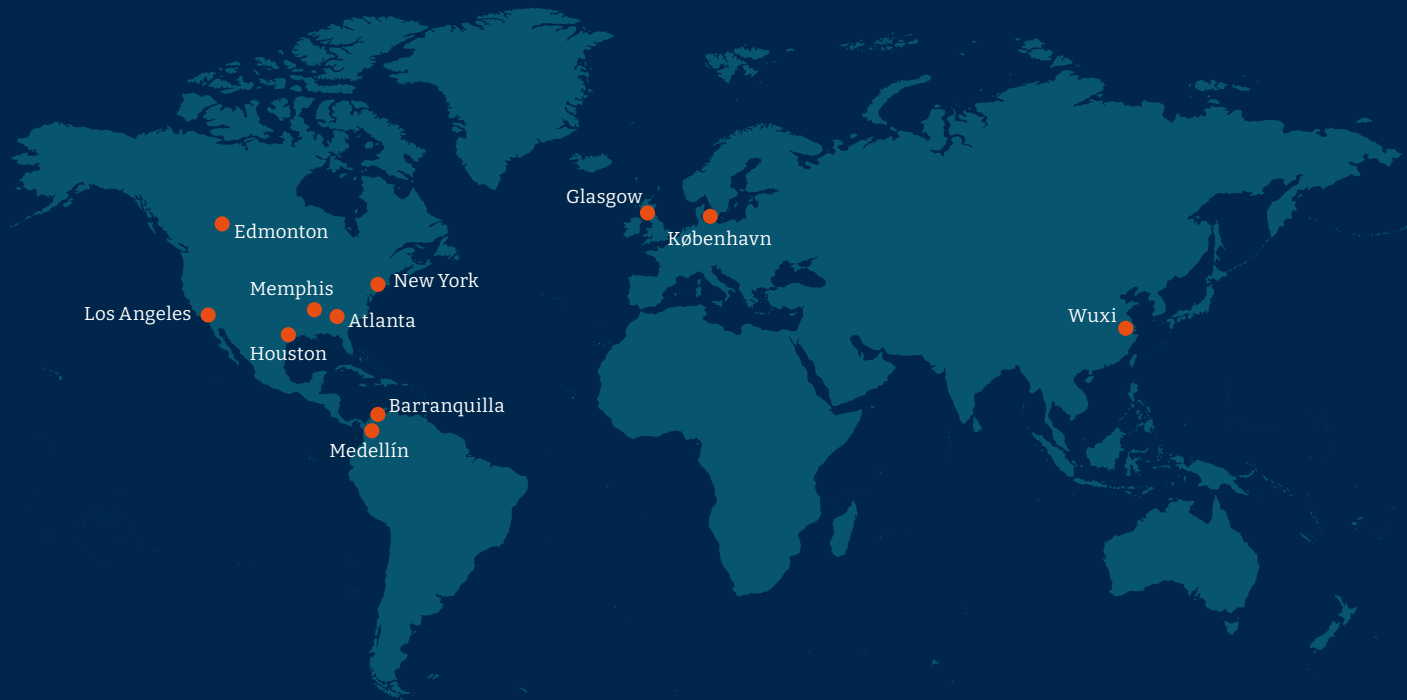 Glasgow
Edmonton
København
New York
Memphis
Los Angeles
Atlanta
Wuxi
Houston
Barranquilla
Medellín